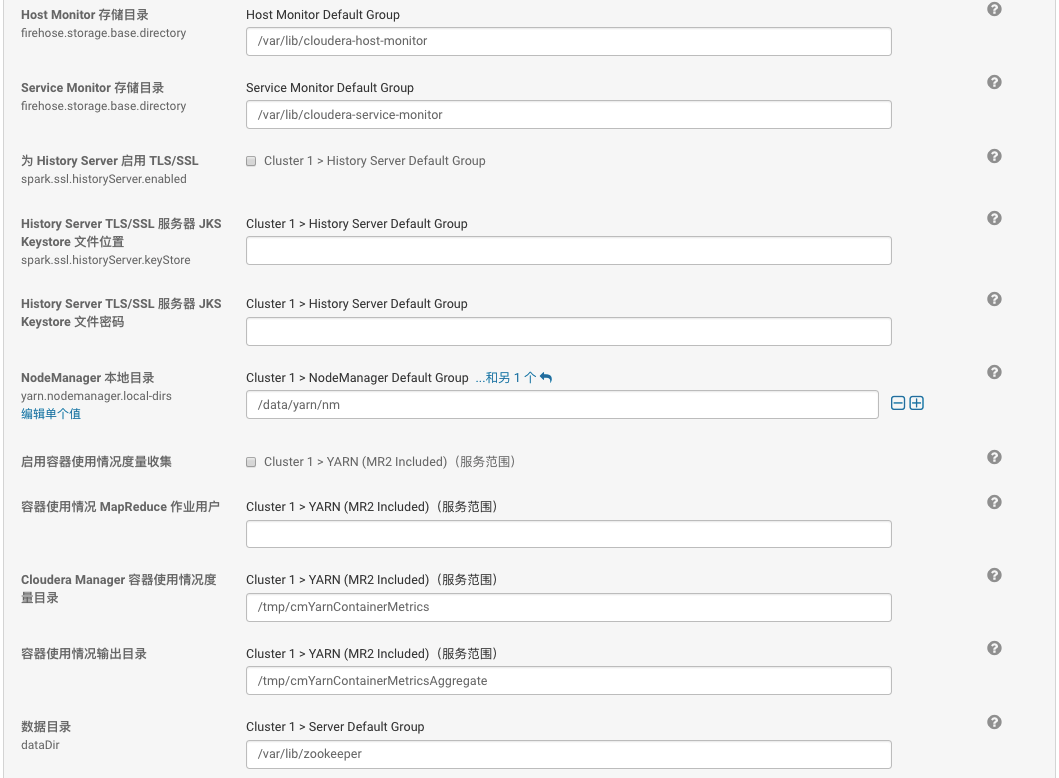 Host Monitor 存储目录
Host Monitor Default Group
firehose.storage.base.directory
/var/lib/cloudera-host-monitor
Service Monitor 存储目录
Service Monitor Default Group
firehose.storage.base.directory
/var/lib/cloudera-service-monitor
为 History Server 启用 TLS/SSL
Cluster 1 > History Server Default Group
spark.ssl.historyServer.enabled
History Server TLS/SSL 服务器 JKS
Keystore 文件位置
Cluster 1 > History Server Default Group
spark.ssl.historyServer.keyStore
History Server TLS/SSL 服务器 JKS
Keystore 文件密码
Cluster 1 > History Server Default Group
NodeManager 本地目录
Cluster 1 > NodeManager Default Group ...和另 1 个
yarn.nodemanager.local-dirs
/data/yarn/nm
编辑单个值
启用容器使用情况度量收集
Cluster 1 > YARN (MR2 Included)（服务范围）
容器使用情况 MapReduce 作业用户
Cluster 1 > YARN (MR2 Included)（服务范围）
Cloudera Manager 容器使用情况度
量目录
Cluster 1 > YARN (MR2 Included)（服务范围）
/tmp/cmYarnContainerMetrics
容器使用情况输出目录
Cluster 1 > YARN (MR2 Included)（服务范围）
/tmp/cmYarnContainerMetricsAggregate
数据目录
Cluster 1 > Server Default Group
dataDir
/var/lib/zookeeper